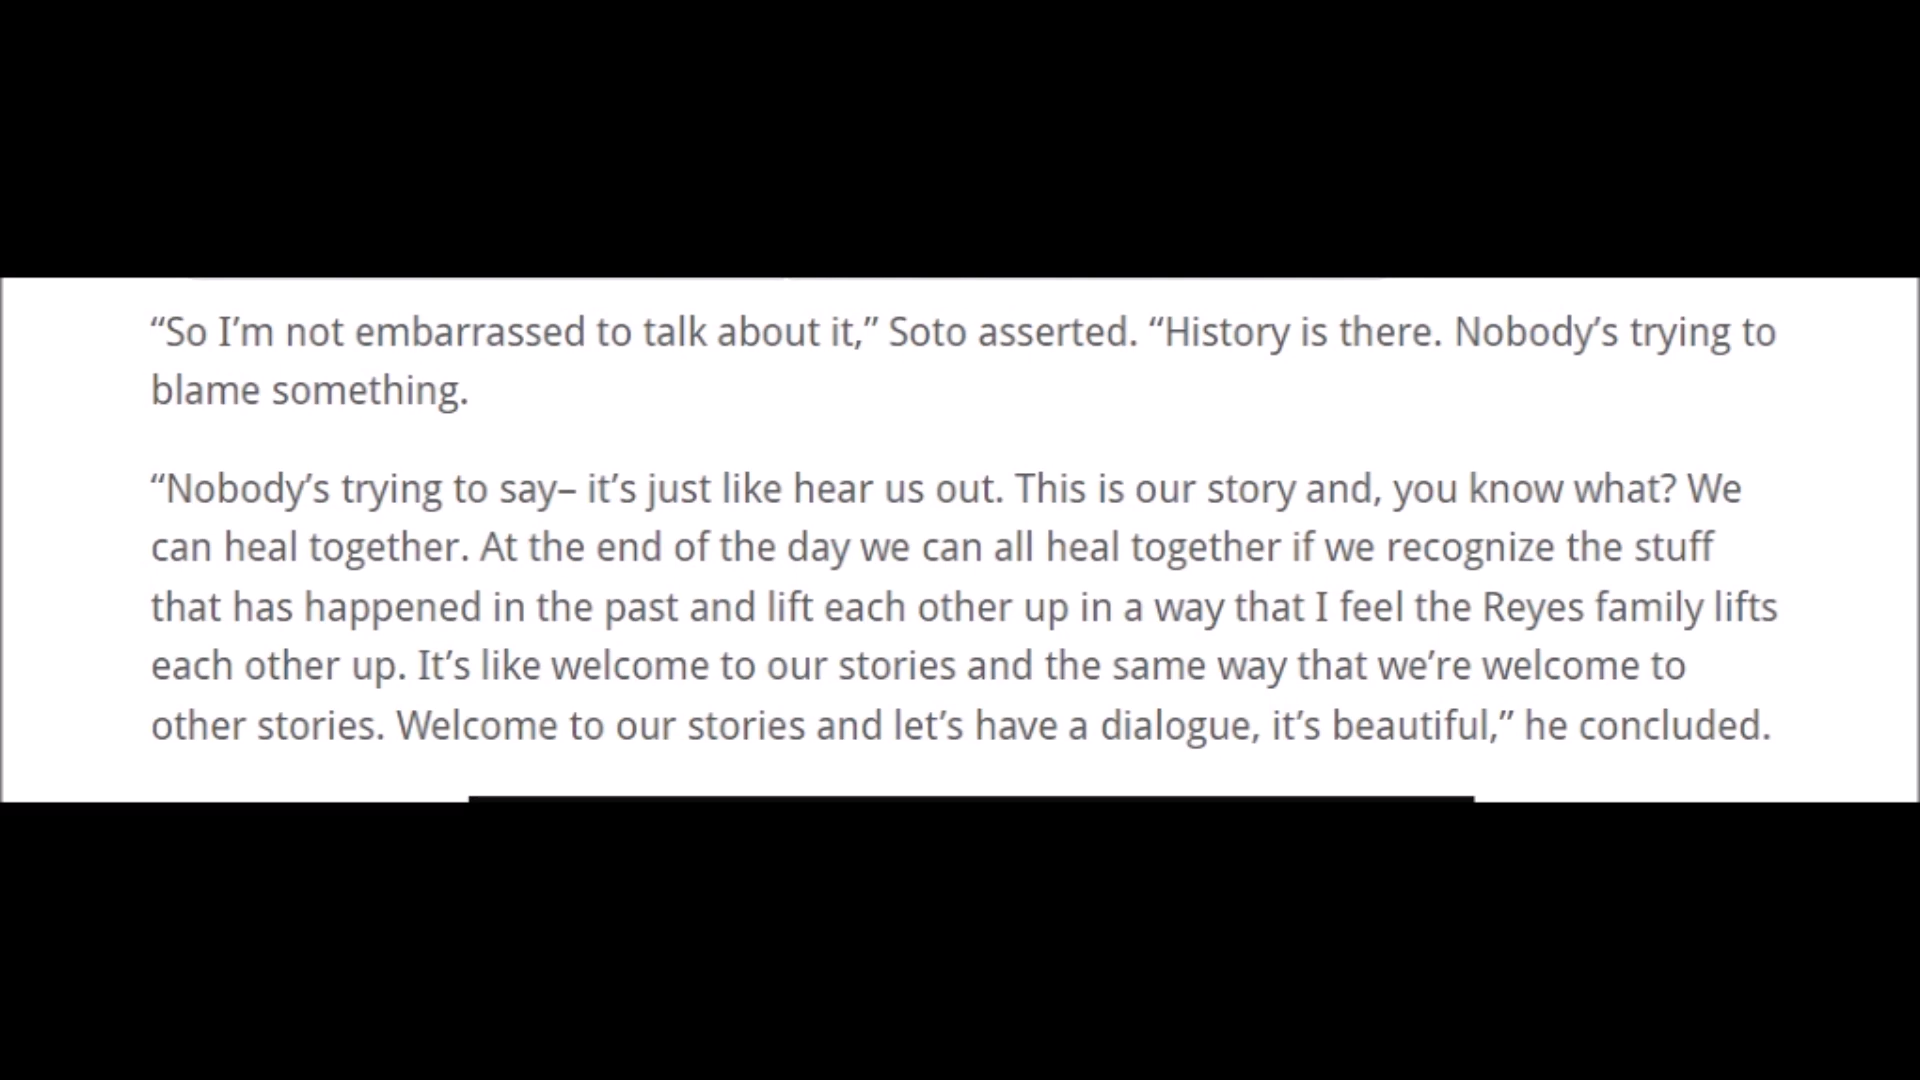 “So I’m not embarrassed to talk about it,” Soto asserted. “History is there. Nobody’s trying to
blame something.
“Nobody’s trying to say– it’s just like hear us out. This is our story and, you know what? We
can heal together. At the end of the day we can all heal together if we recognize the stuff
that has happened in the past and lift each other up in a way that I feel the Reyes family lifts
each other up. It’s like welcome to our stories and the same way that we’re welcome to
other stories. Welcome to our stories and let’s have a dialogue, it’s beautiful,” he concluded.